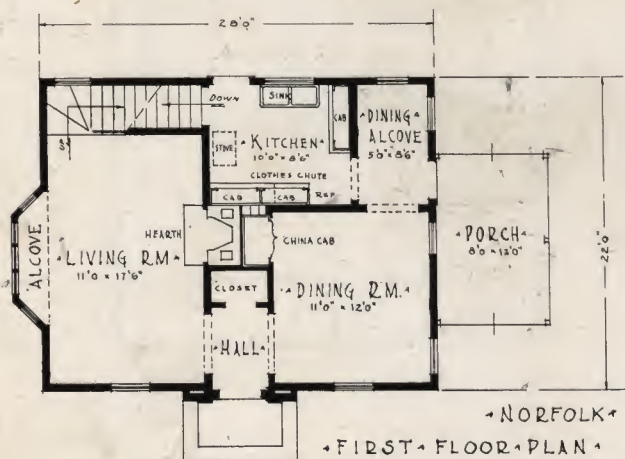 28'0"
DOWN
UP
SINK
CAB
DINING
ALCOVE
5'0" x 8'6"
STOVE
KITCHEN
10'0" x 8'6"
CLOTHES CHUTE
CAB
CAB
REF
HEARTH
CHINA CAB
ALCOVE
LIVING RM
11'0 x 17'6"
CLOSET
DINING RM.
11'0" x 12'0"
PORCH
8'0" x 13'0"
22'0"
HALL
NORFOLK
FIRST FLOOR PLAN